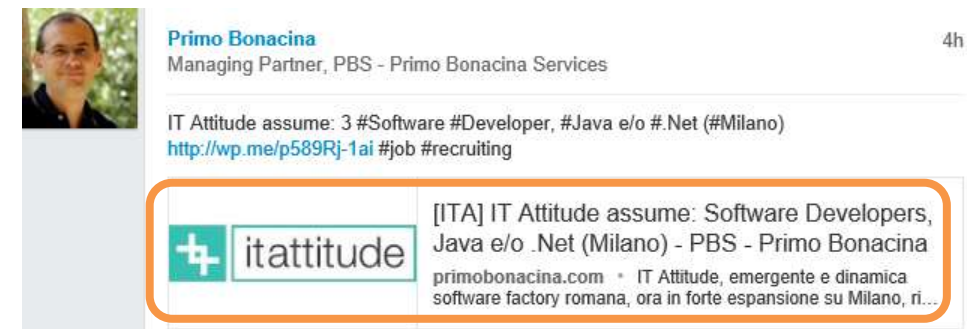 Primo Bonacina
4h
Managing Partner, PBS - Primo Bonacina Services
IT Attitude assume: 3 #Software #Developer, #Java e/o #.Net (#Milano)
http://wp.me/p589Rj-1ai #job #recruiting
itattitude
[ITA] IT Attitude assume: Software Developers,
Java e/o .Net (Milano) - PBS - Primo Bonacina
primobonacina.com • IT Attitude, emergente e dinamica
software factory romana, ora in forte espansione su Milano, ri...